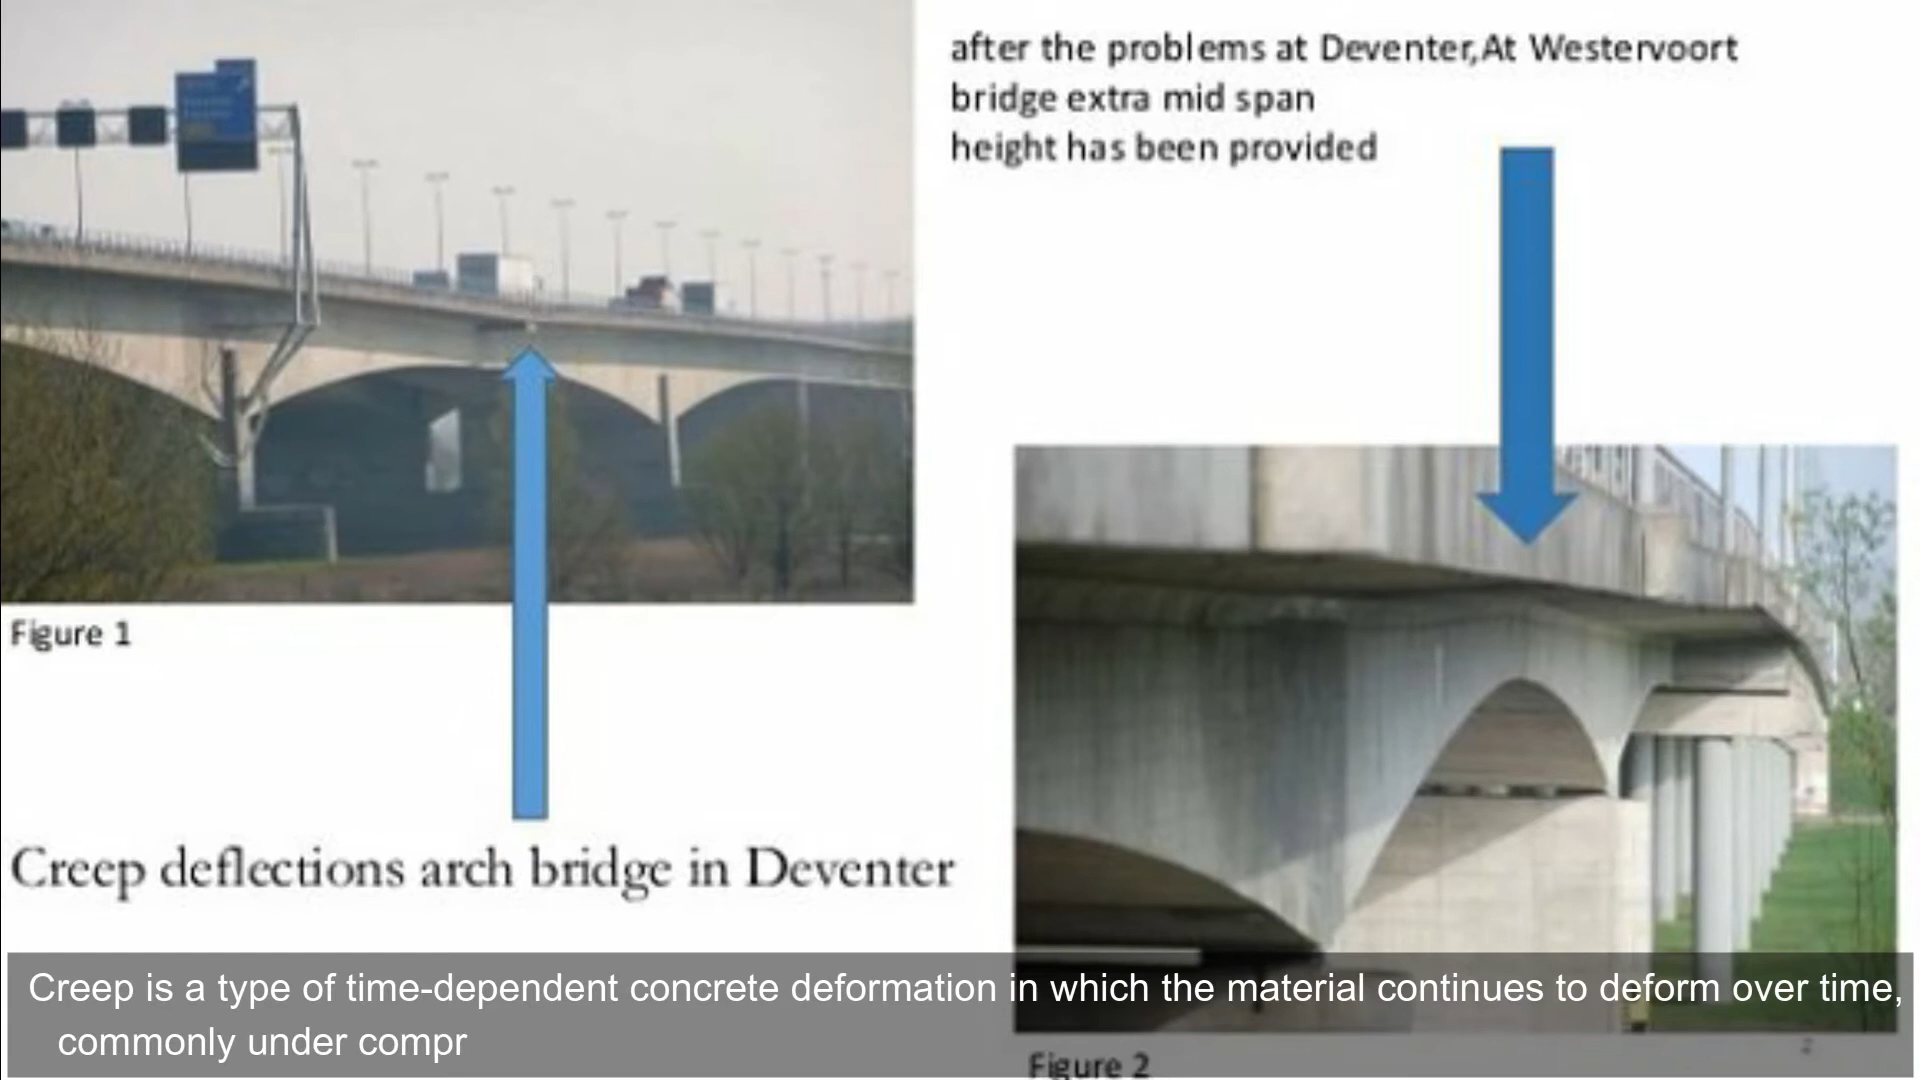 after the problems at Deventer,At Westervoort
bridge extra mid span
height has been provided
Figure 1
Creep deflections arch bridge in Deventer
Creep is a type of time-dependent concrete deformation in which the material continues to deform over time,
commonly under compr
Figure 2
2